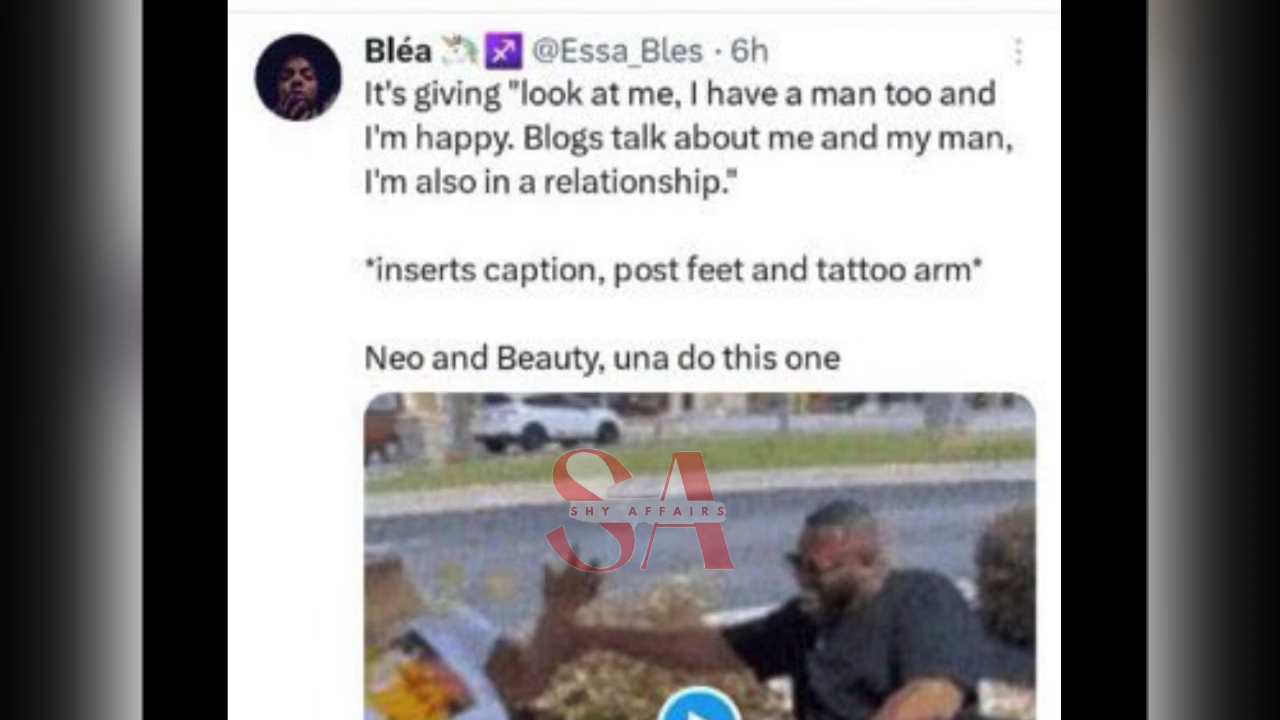 Bléa 🦄♐ @Essa_Bles · 6h
It's giving "look at me, I have a man too and
I'm happy. Blogs talk about me and my man,
I'm also in a relationship."
*inserts caption, post feet and tattoo arm*
Neo and Beauty, una do this one
SA
SHY AFFAIRS